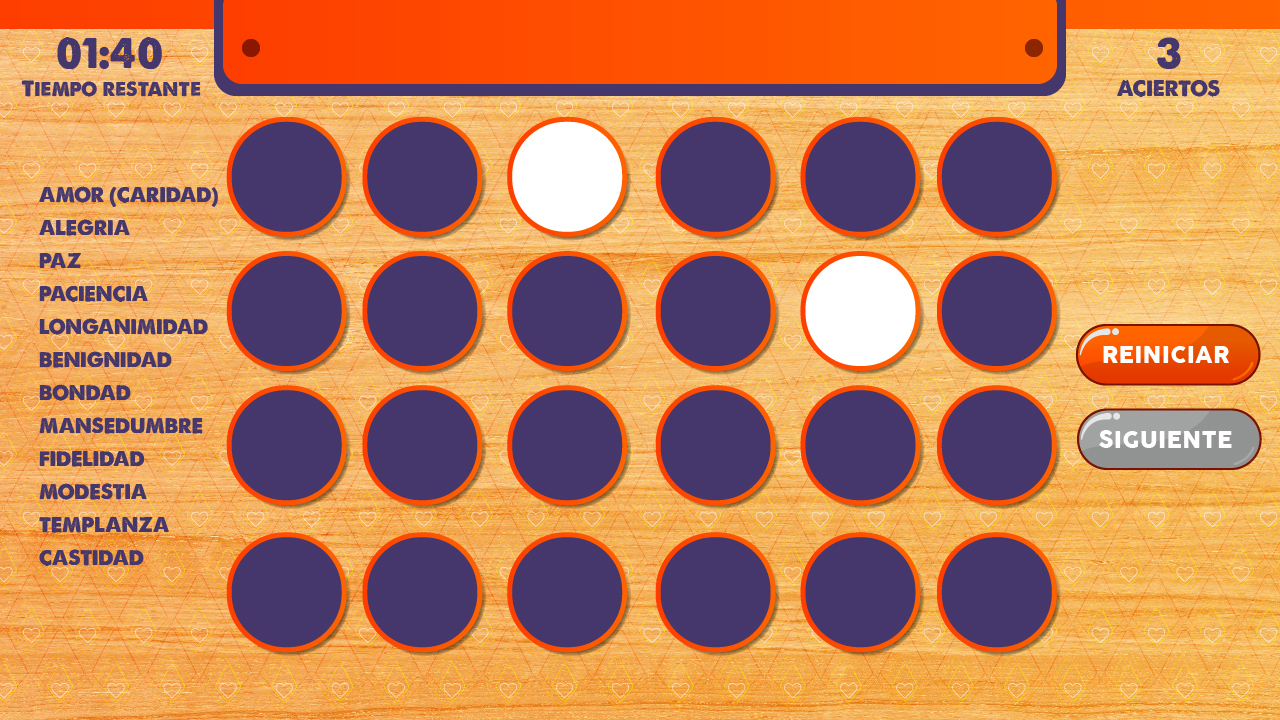 01:40
TIEMPO RESTANTE
3
ACIERTOS
AMOR (CARIDAD)
ALEGRIA
PAZ
PACIENCIA
LONGANIMIDAD
BENIGNIDAD
BONDAD
MANSEDUMBRE
FIDELIDAD
MODESTIA
TEMPLANZA
CASTIDAD
REINICIAR
SIGUIENTE